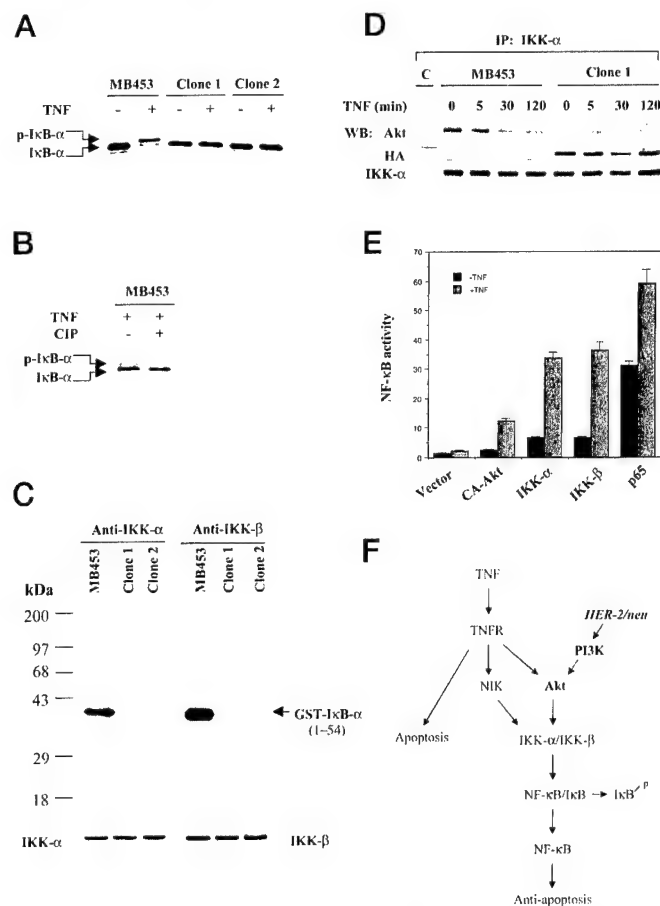 A
MB453 Clone 1 Clone 2
TNF - + - + - +
p-IκB-α
IκB-α
B
MB453
TNF + +
CIP - +
p-IκB-α
IκB-α
C
Anti-IKK-α Anti-IKK-β
MB453 Clone 1 Clone 2 MB453 Clone 1 Clone 2
kDa
200
97
68
43
29
18
GST-IκB-α
(1–54)
IKK-α IKK-β
D
IP: IKK-α
C MB453 Clone 1
TNF (min) 0 5 30 120 0 5 30 120
WB: Akt
HA
IKK-α
E
NF-κB activity
70
60
50
40
30
20
10
0
-TNF
-TNF
Vector CA-Akt IKK-α IKK-β p65
F
TNF
TNFR
HER-2/neu
PI3K
NIK Akt
Apoptosis
IKK-α/IKK-β
NF-κB/IκB IκB p
NF-κB
Anti-apoptosis